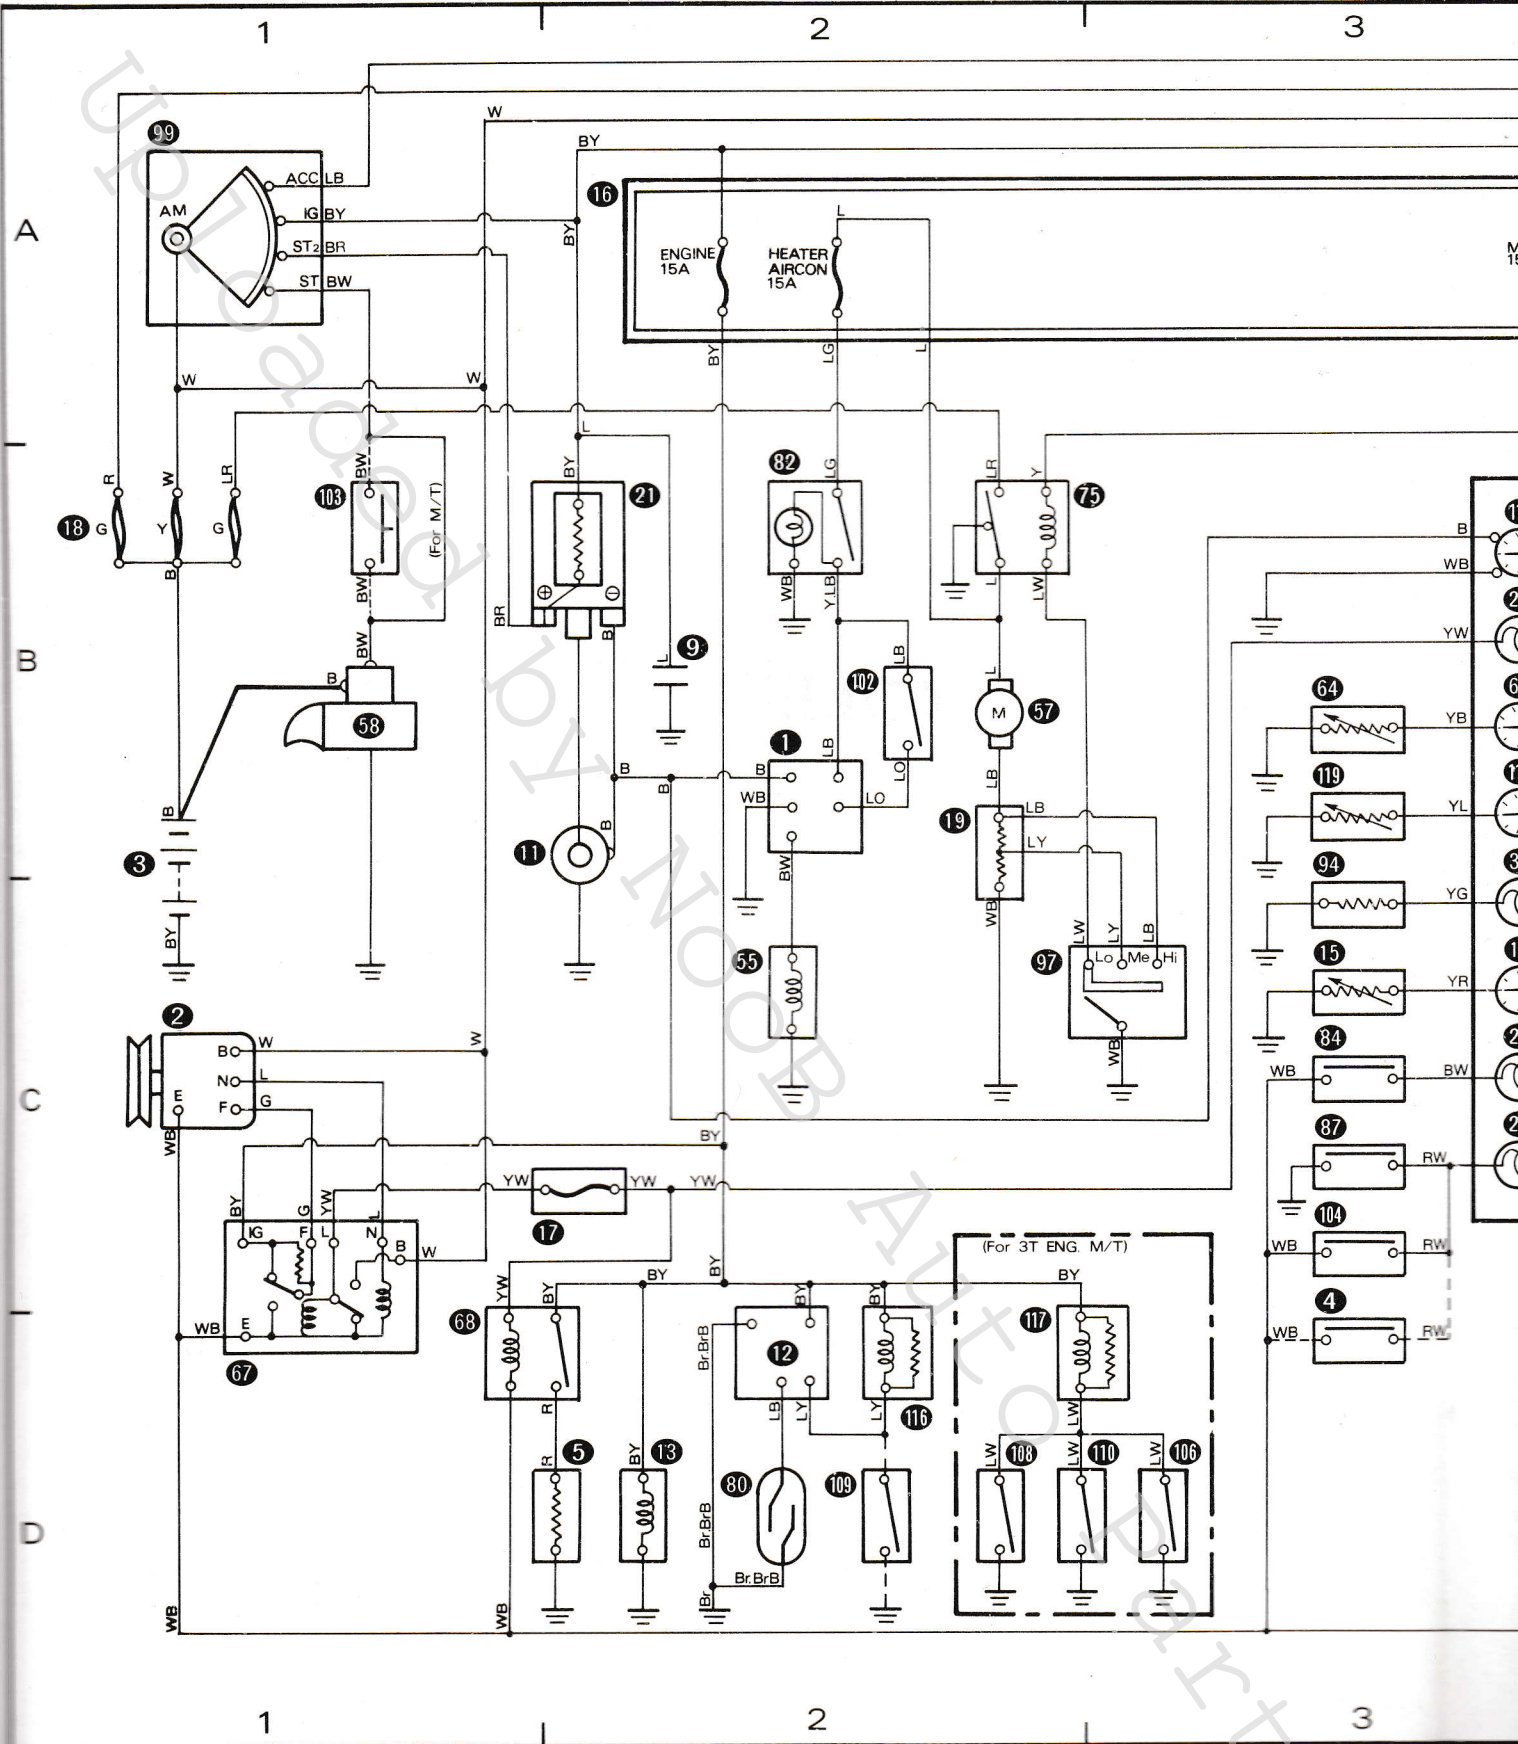 1
2
3
W
99
BY
ACC LB
16
L
AM
IG BY
A
BY
ENGINE
15A
HEATER
AIRCON
15A
ST2 BR
ST BW
BY
LG
L
W
W
L
R
W
LR
BW
103
(For M/T)
BY
21
82
LG
LR
Y
75
18
G
Y
G
B
B
WB
BW
BR
B
WB
Y.LB
L
LW
BW
YW
B
L
9
LB
L
102
64
YB
B
58
M
57
1
LB
LO
119
YL
B
B
B
LB
B
WB
LO
19
LB
LY
3
11
B
BW
94
YG
WB
BY
LW
LY
LB
55
97
Lo
Me
Hi
15
YR
2
W
84
B
W
WB
WB
BW
N
L
C
E
F
G
WB
87
BY
RW
BY
G
YW
L
YW
YW
YW
17
104
IG
F
L
N
B
W
(For 3T ENG. M/T)
WB
RW
BY
BY
BY
YW
BY
BY
BY
4
68
117
WB
E
12
Br.BrB
WB
RW
67
R
LB
LY
LY
116
LW
5
R
13
BY
80
109
LW
108
LW
110
LW
106
D
Br.BrB
Br.BrB
Br
WB
WB
1
2
3
Uploaded by NooB Auto Part